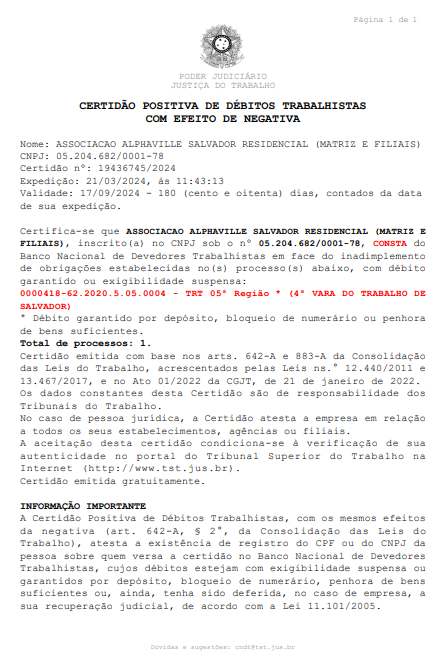 Página 1 de 1
PODER JUDICIÁRIO
JUSTIÇA DO TRABALHO
CERTIDÃO POSITIVA DE DÉBITOS TRABALHISTAS
COM EFEITO DE NEGATIVA
Nome: ASSOCIACAO ALPHAVILLE SALVADOR RESIDENCIAL (MATRIZ E FILIAIS)
CNPJ: 05.204.682/0001-78
Certidão nº: 19436745/2024
Expedição: 21/03/2024, às 11:43:13
Validade: 17/09/2024 - 180 (cento e oitenta) dias, contados da data
de sua expedição.
Certifica-se que ASSOCIACAO ALPHAVILLE SALVADOR RESIDENCIAL (MATRIZ E
FILIAIS), inscrito(a) no CNPJ sob o nº 05.204.682/0001-78, CONSTA do
Banco Nacional de Devedores Trabalhistas em face do inadimplemento
de obrigações estabelecidas no(s) processo(s) abaixo, com débito
garantido ou exigibilidade suspensa:
0000418-62.2020.5.05.0004 - TRT 05ª Região * (4ª VARA DO TRABALHO DE
SALVADOR)
* Débito garantido por depósito, bloqueio de numerário ou penhora
de bens suficientes.
Total de processos: 1.
Certidão emitida com base nos arts. 642-A e 883-A da Consolidação
das Leis do Trabalho, acrescentados pelas Leis ns.° 12.440/2011 e
13.467/2017, e no Ato 01/2022 da CGJT, de 21 de janeiro de 2022.
Os dados constantes desta Certidão são de responsabilidade dos
Tribunais do Trabalho.
No caso de pessoa jurídica, a Certidão atesta a empresa em relação
a todos os seus estabelecimentos, agências ou filiais.
A aceitação desta certidão condiciona-se à verificação de sua
autenticidade no portal do Tribunal Superior do Trabalho na
Internet (http://www.tst.jus.br).
Certidão emitida gratuitamente.
INFORMAÇÃO IMPORTANTE
A Certidão Positiva de Débitos Trabalhistas, com os mesmos efeitos
da negativa (art. 642-A, § 2°, da Consolidação das Leis do
Trabalho), atesta a existência de registro do CPF ou do CNPJ da
pessoa sobre quem versa a certidão no Banco Nacional de Devedores
Trabalhistas, cujos débitos estejam com exigibilidade suspensa ou
garantidos por depósito, bloqueio de numerário, penhora de bens
suficientes ou, ainda, tenha sido deferida, no caso de empresa, a
sua recuperação judicial, de acordo com a Lei 11.101/2005.
Dúvidas e sugestões: cndt@tst.jus.br